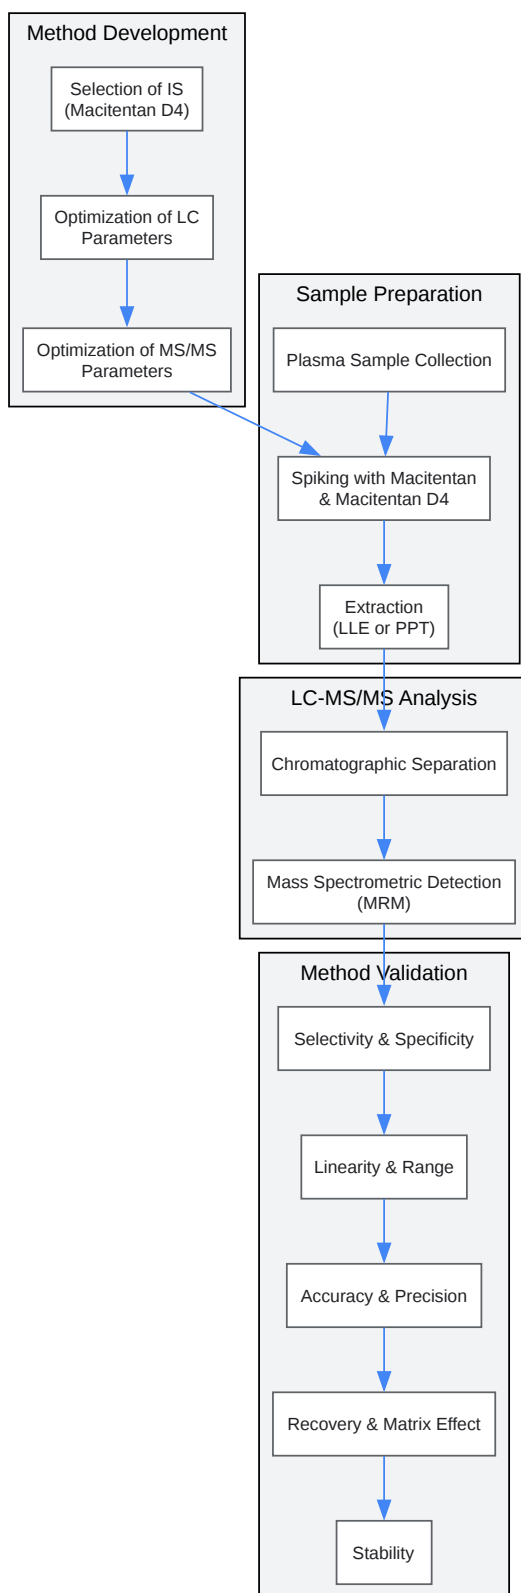 Method Development
Selection of IS
(Macitentan D4)
Optimization of LC
Parameters
Optimization of MS/MS
Parameters
Sample Preparation
Plasma Sample Collection
Spiking with Macitentan
& Macitentan D4
Extraction
(LLE or PPT)
LC-MS/MS Analysis
Chromatographic Separation
Mass Spectrometric Detection
(MRM)
Method Validation
Selectivity & Specificity
Linearity & Range
Accuracy & Precision
Recovery & Matrix Effect
Stability